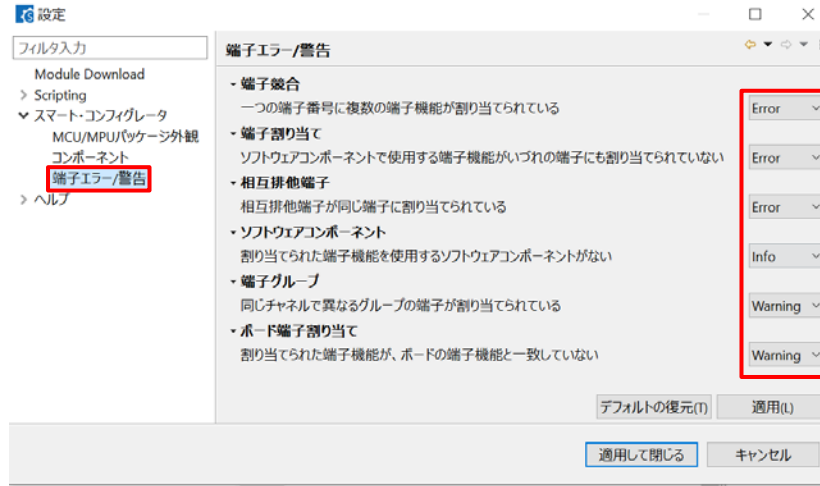 設定
フィルタ入力
Module Download
Scripting
スマート・コンフィグレータ
MCU/MPUパッケージ外観
コンポーネント
端子エラー/警告
ヘルプ
端子エラー/警告
端子競合
一つの端子番号に複数の端子機能が割り当てられている
Error
端子割り当て
ソフトウェアコンポーネントで使用する端子機能がいづれの端子にも割り当てられていない
Error
相互排他端子
相互排他端子が同じ端子に割り当てられている
Error
ソフトウェアコンポーネント
割り当てられた端子機能を使用するソフトウェアコンポーネントがない
Info
端子グループ
同じチャネルで異なるグループの端子が割り当てられている
Warning
ボード端子割り当て
割り当てられた端子機能が、ボードの端子機能と一致していない
Warning
デフォルトの復元(T)
適用(L)
適用して閉じる
キャンセル